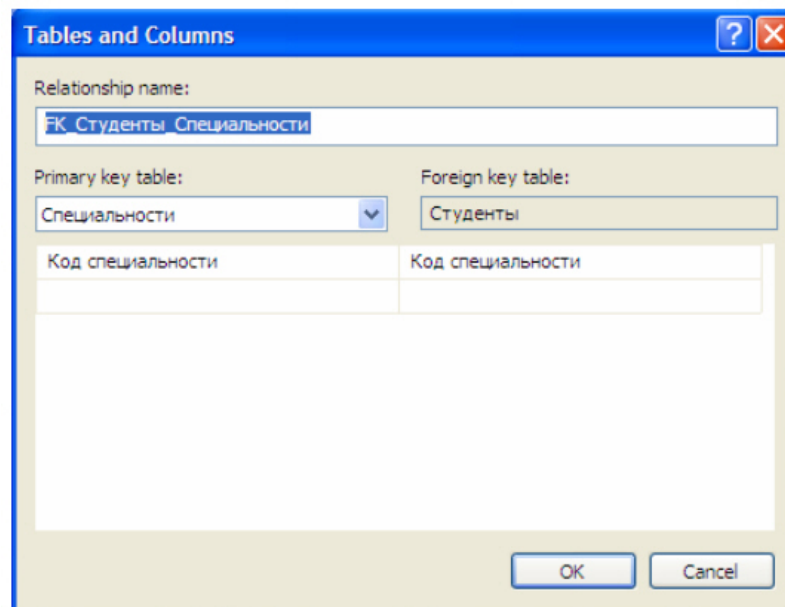 Tables and Columns
Relationship name:
FK_Студенты_Специальности
Primary key table: Foreign key table:
Специальности Студенты
Код специальности Код специальности
OK Cancel